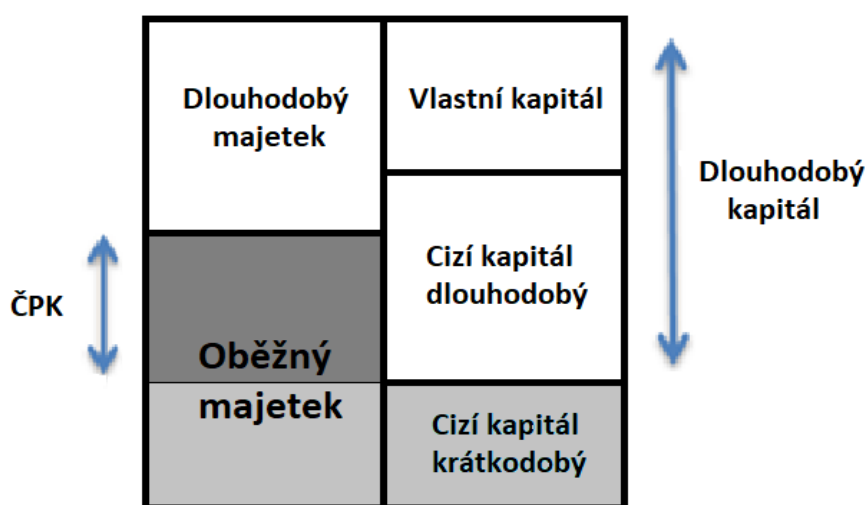 Dlouhodobý
majetek
Vlastní kapitál
Dlouhodobý
kapitál
Cizí kapitál
dlouhodobý
ČPK
Oběžný
majetek
Cizí kapitál
krátkodobý